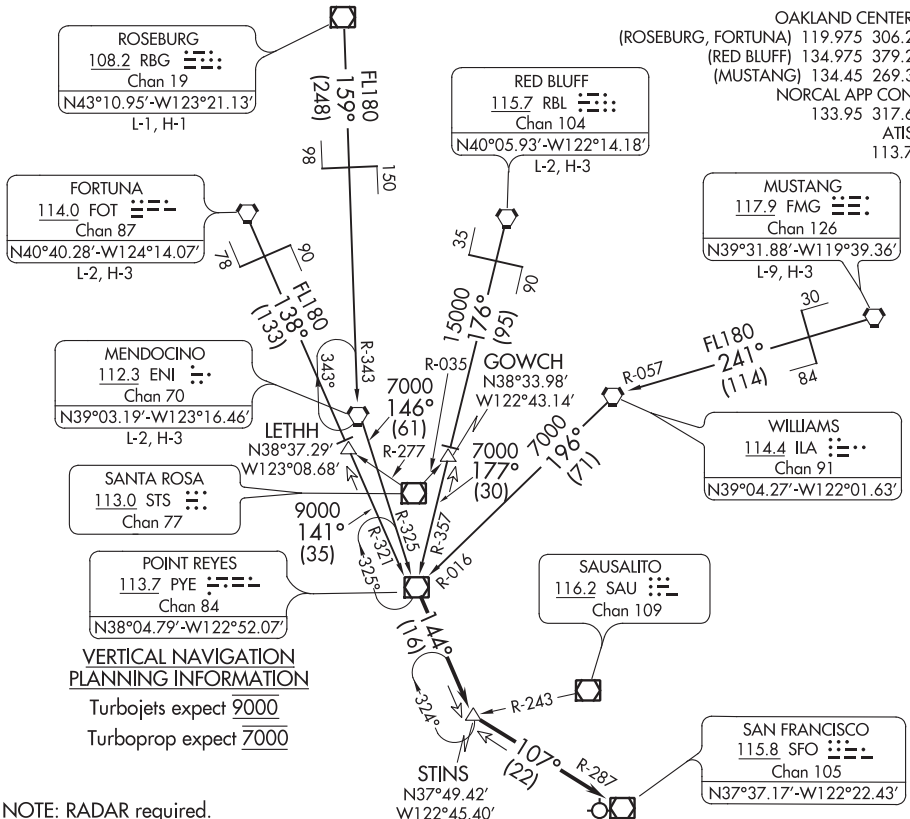 ROSEBURG
108.2 RBG
Chan 19
N43°10.95'-W123°21.13'
L-1, H-1
FL180
159°
(248)
98
150
OAKLAND CENTER
(ROSEBURG, FORTUNA) 119.975 306.2
(RED BLUFF) 134.975 379.2
(MUSTANG) 134.45 269.3
NORCAL APP CON
133.95 317.6
ATIS
113.7
RED BLUFF
115.7 RBL
Chan 104
N40°05.93'-W122°14.18'
L-2, H-3
FORTUNA
114.0 FOT
Chan 87
N40°40.28'-W124°14.07'
L-2, H-3
78
90
FL180
138°
(133)
35
90
15000
176°
(95)
MUSTANG
117.9 FMG
Chan 126
N39°31.88'-W119°39.36'
L-9, H-3
30
84
FL180
241°
(114)
R-057
MENDOCINO
112.3 ENI
Chan 70
N39°03.19'-W123°16.46'
L-2, H-3
343°
R-343
7000
146°
(61)
R-035
GOWCH
N38°33.98'
W122°43.14'
LETHH
N38°37.29'
W123°08.68'
R-277
7000
177°
(30)
7000
196°
(71)
WILLIAMS
114.4 ILA
Chan 91
N39°04.27'-W122°01.63'
SANTA ROSA
113.0 STS
Chan 77
9000
141°
(35)
R-321
R-325
R-357
R-016
325°
POINT REYES
113.7 PYE
Chan 84
N38°04.79'-W122°52.07'
SAUSALITO
116.2 SAU
Chan 109
144°
(16)
324°
R-243
VERTICAL NAVIGATION
PLANNING INFORMATION
Turbojets expect 9000
Turboprop expect 7000
STINS
N37°49.42'
W122°45.40'
107°
(22)
R-287
SAN FRANCISCO
115.8 SFO
Chan 105
N37°37.17'-W122°22.43'
NOTE: RADAR required.